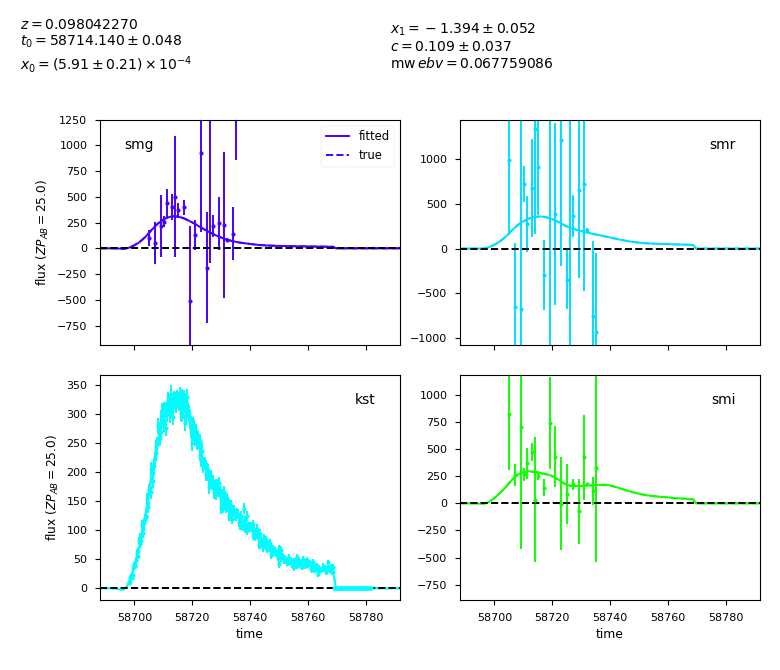 z = 0.098042270
t₀ = 58714.140 ± 0.048
x₀ = (5.91 ± 0.21) × 10⁻⁴
x₁ = −1.394 ± 0.052
c = 0.109 ± 0.037
mw ebv = 0.067759086
smg
fitted
true
flux (ZP_AB = 25.0)
1250
1000
750
500
250
0
−250
−500
−750
smr
1000
500
0
−500
−1000
kst
flux (ZP_AB = 25.0)
350
300
250
200
150
100
50
0
58700 58720 58740 58760 58780
time
smi
1000
750
500
250
0
−250
−500
−750
58700 58720 58740 58760 58780
time